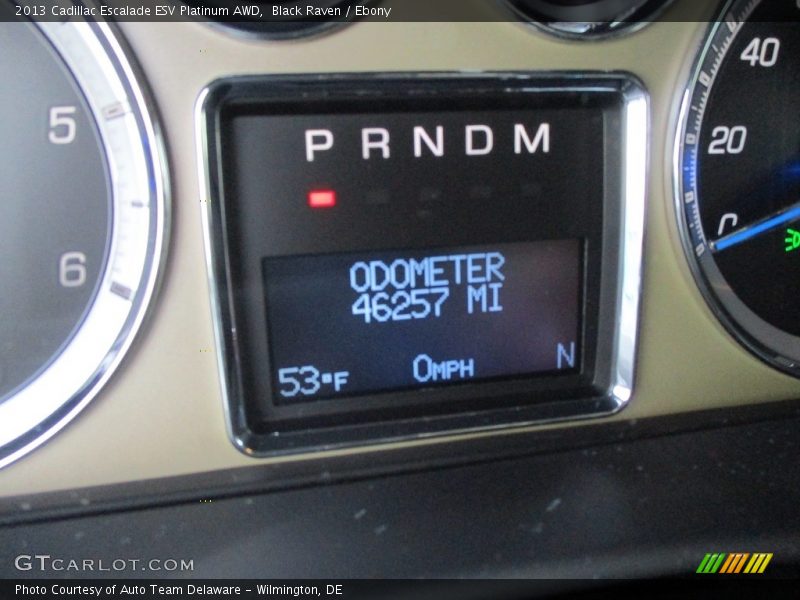 2013 Cadillac Escalade ESV Platinum AWD,  Black Raven / Ebony
5
6
P R N D M
ODOMETER
46257 MI
53°F 0MPH N
40
20
0
GTCARLOT.COM
Photo Courtesy of Auto Team Delaware - Wilmington, DE